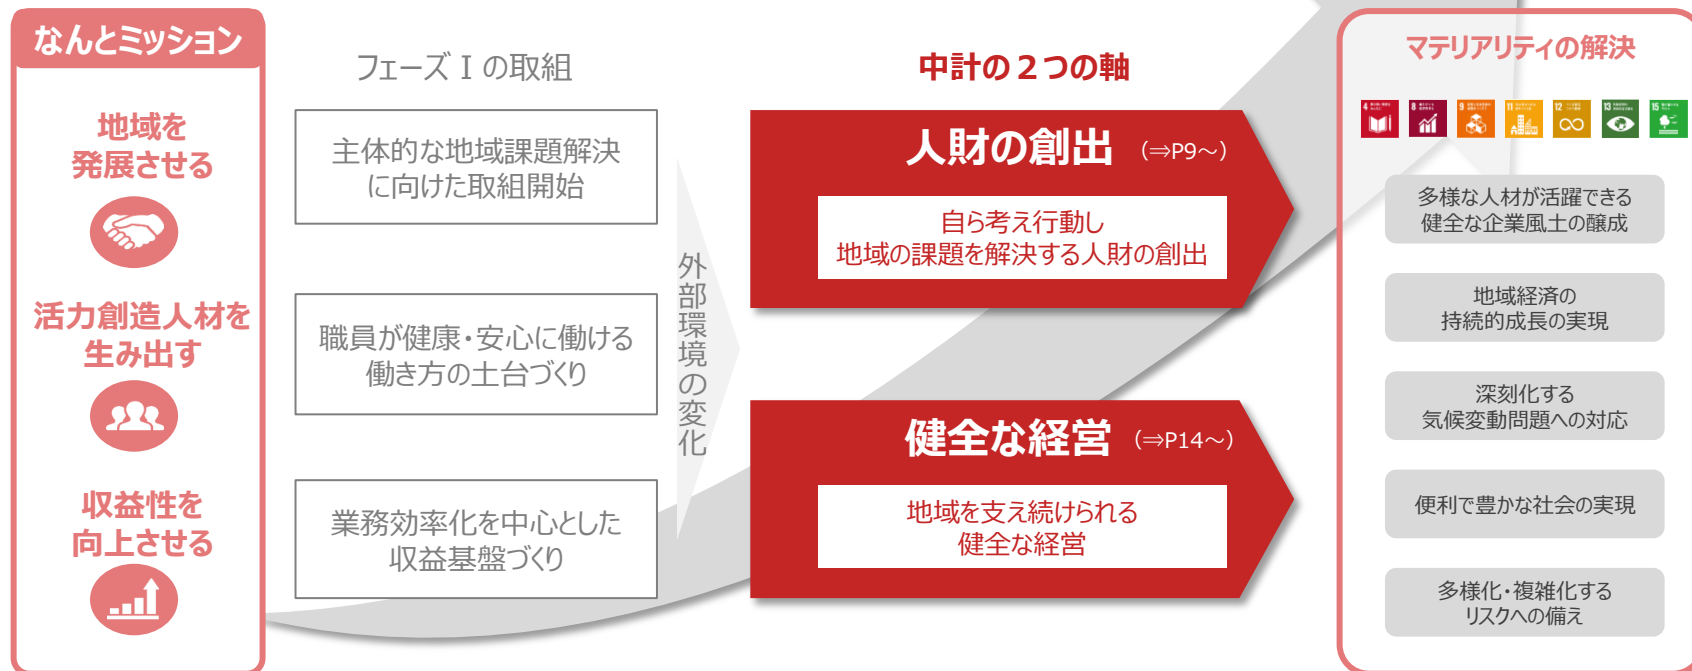 なんとミッション
地域を
発展させる
活力創造人材を
生み出す
収益性を
向上させる
フェーズⅠの取組
主体的な地域課題解決
に向けた取組開始
職員が健康・安心に働ける
働き方の土台づくり
業務効率化を中心とした
収益基盤づくり
外部環境の変化
中計の2つの軸
人財の創出 (⇒P9～)
自ら考え行動し
地域の課題を解決する人財の創出
健全な経営 (⇒P14～)
地域を支え続けられる
健全な経営
マテリアリティの解決
4 8 9 11 12 13 15
多様な人材が活躍できる
健全な企業風土の醸成
地域経済の
持続的成長の実現
深刻化する
気候変動問題への対応
便利で豊かな社会の実現
多様化・複雑化する
リスクへの備え